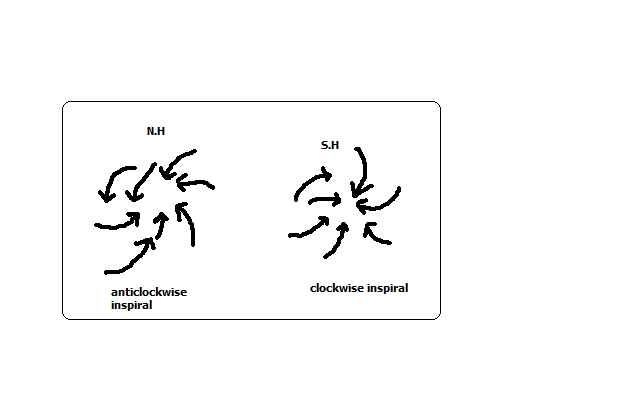 N.H
S.H
anticlockwise
inspiral
clockwise inspiral